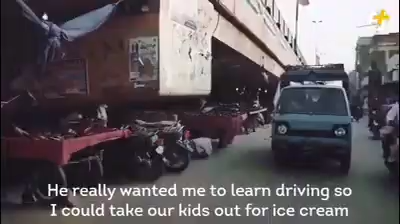 He really wanted me to learn driving so
I could take our kids out for ice cream